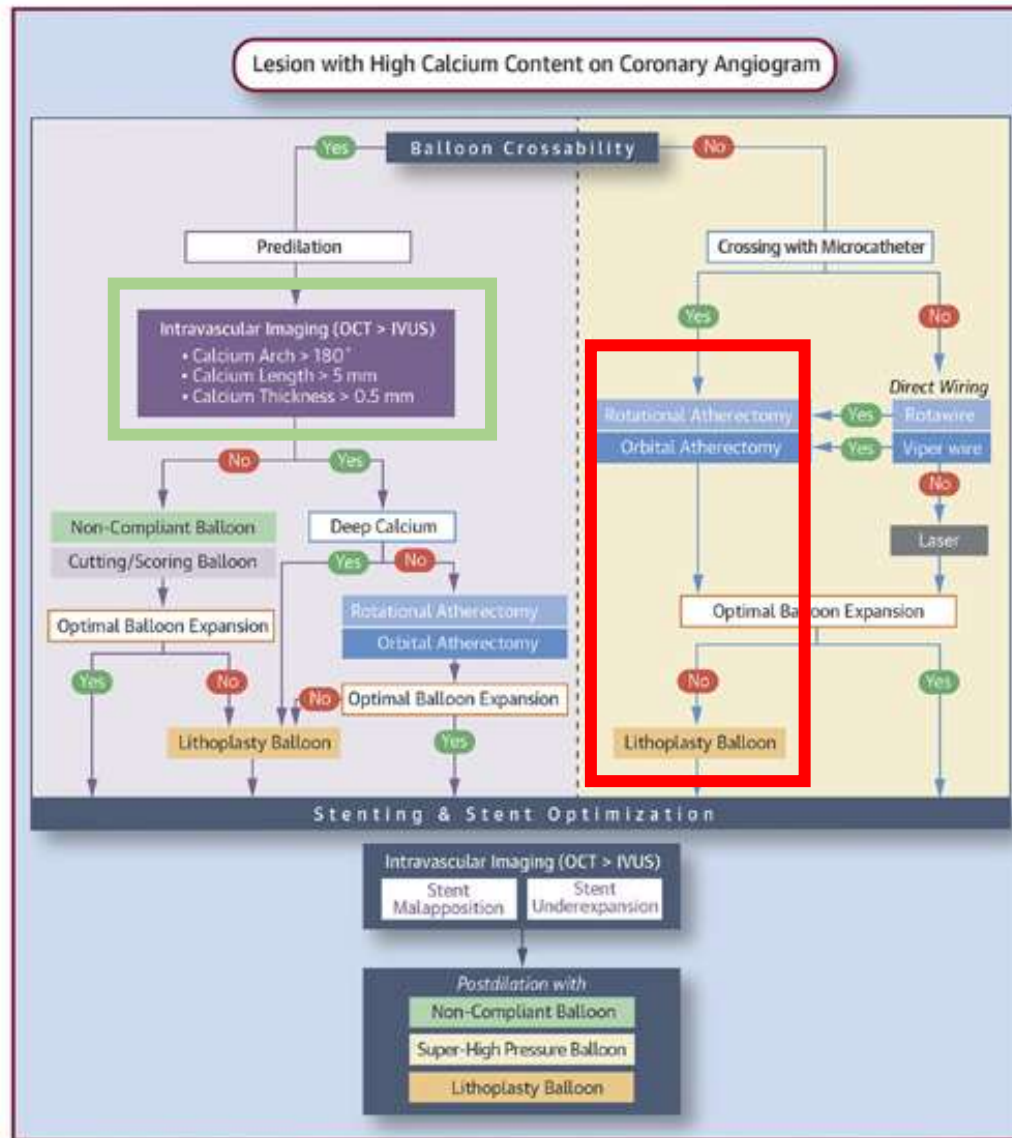 Lesion with High Calcium Content on Coronary Angiogram
Yes
Balloon Crossability
No
Predilation
Intravascular Imaging (OCT > IVUS)
• Calcium Arch > 180°
• Calcium Length > 5 mm
• Calcium Thickness > 0.5 mm
No
Yes
Non-Compliant Balloon
Cutting/Scoring Balloon
Deep Calcium
Yes
No
Optimal Balloon Expansion
Rotational Atherectomy
Orbital Atherectomy
Yes
No
No
Optimal Balloon Expansion
Lithoplasty Balloon
Yes
Crossing with Microcatheter
Yes
No
Direct Wiring
Rotational Atherectomy
Yes
Rotawire
Orbital Atherectomy
Yes
Viper wire
No
Laser
Optimal Balloon Expansion
No
Yes
Lithoplasty Balloon
Stenting & Stent Optimization
Intravascular Imaging (OCT > IVUS)
Stent
Malapposition
Stent
Underexpansion
Postdilation with
Non-Compliant Balloon
Super-High Pressure Balloon
Lithoplasty Balloon